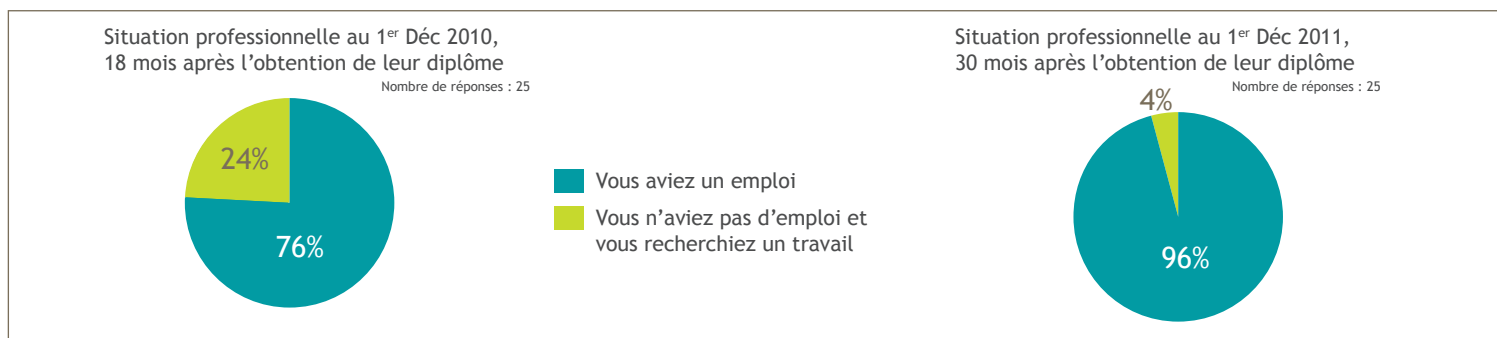 Situation professionnelle au 1er Déc 2010,
18 mois après l’obtention de leur diplôme
Nombre de réponses : 25
24%
76%
Vous aviez un emploi
Vous n’aviez pas d’emploi et
vous recherchiez un travail
Situation professionnelle au 1er Déc 2011,
30 mois après l’obtention de leur diplôme
Nombre de réponses : 25
4%
96%